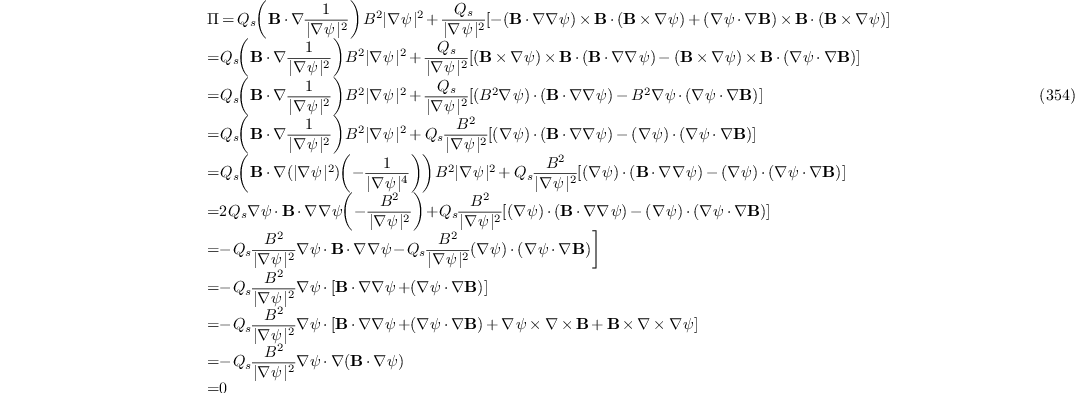 Π = Q_s(B · ∇ 1/|∇ψ|²) B²|∇ψ|² + Q_s/|∇ψ|² [−(B · ∇∇ψ) × B · (B × ∇ψ) + (∇ψ · ∇B) × B · (B × ∇ψ)]
=Q_s(B · ∇ 1/|∇ψ|²) B²|∇ψ|² + Q_s/|∇ψ|² [(B × ∇ψ) × B · (B · ∇∇ψ) − (B × ∇ψ) × B · (∇ψ · ∇B)]
=Q_s(B · ∇ 1/|∇ψ|²) B²|∇ψ|² + Q_s/|∇ψ|² [(B²∇ψ) · (B · ∇∇ψ) − B²∇ψ · (∇ψ · ∇B)] (354)
=Q_s(B · ∇ 1/|∇ψ|²) B²|∇ψ|² + Q_s B²/|∇ψ|² [(∇ψ) · (B · ∇∇ψ) − (∇ψ) · (∇ψ · ∇B)]
=Q_s(B · ∇(|∇ψ|²)(− 1/|∇ψ|⁴)) B²|∇ψ|² + Q_s B²/|∇ψ|² [(∇ψ) · (B · ∇∇ψ) − (∇ψ) · (∇ψ · ∇B)]
=2Q_s∇ψ · B · ∇∇ψ(− B²/|∇ψ|²) + Q_s B²/|∇ψ|² [(∇ψ) · (B · ∇∇ψ) − (∇ψ) · (∇ψ · ∇B)]
=− Q_s B²/|∇ψ|² ∇ψ · B · ∇∇ψ − Q_s B²/|∇ψ|² (∇ψ) · (∇ψ · ∇B)]
=− Q_s B²/|∇ψ|² ∇ψ · [B · ∇∇ψ +(∇ψ · ∇B)]
=− Q_s B²/|∇ψ|² ∇ψ · [B · ∇∇ψ +(∇ψ · ∇B) + ∇ψ × ∇ × B + B × ∇ × ∇ψ]
=− Q_s B²/|∇ψ|² ∇ψ · ∇(B · ∇ψ)
=0